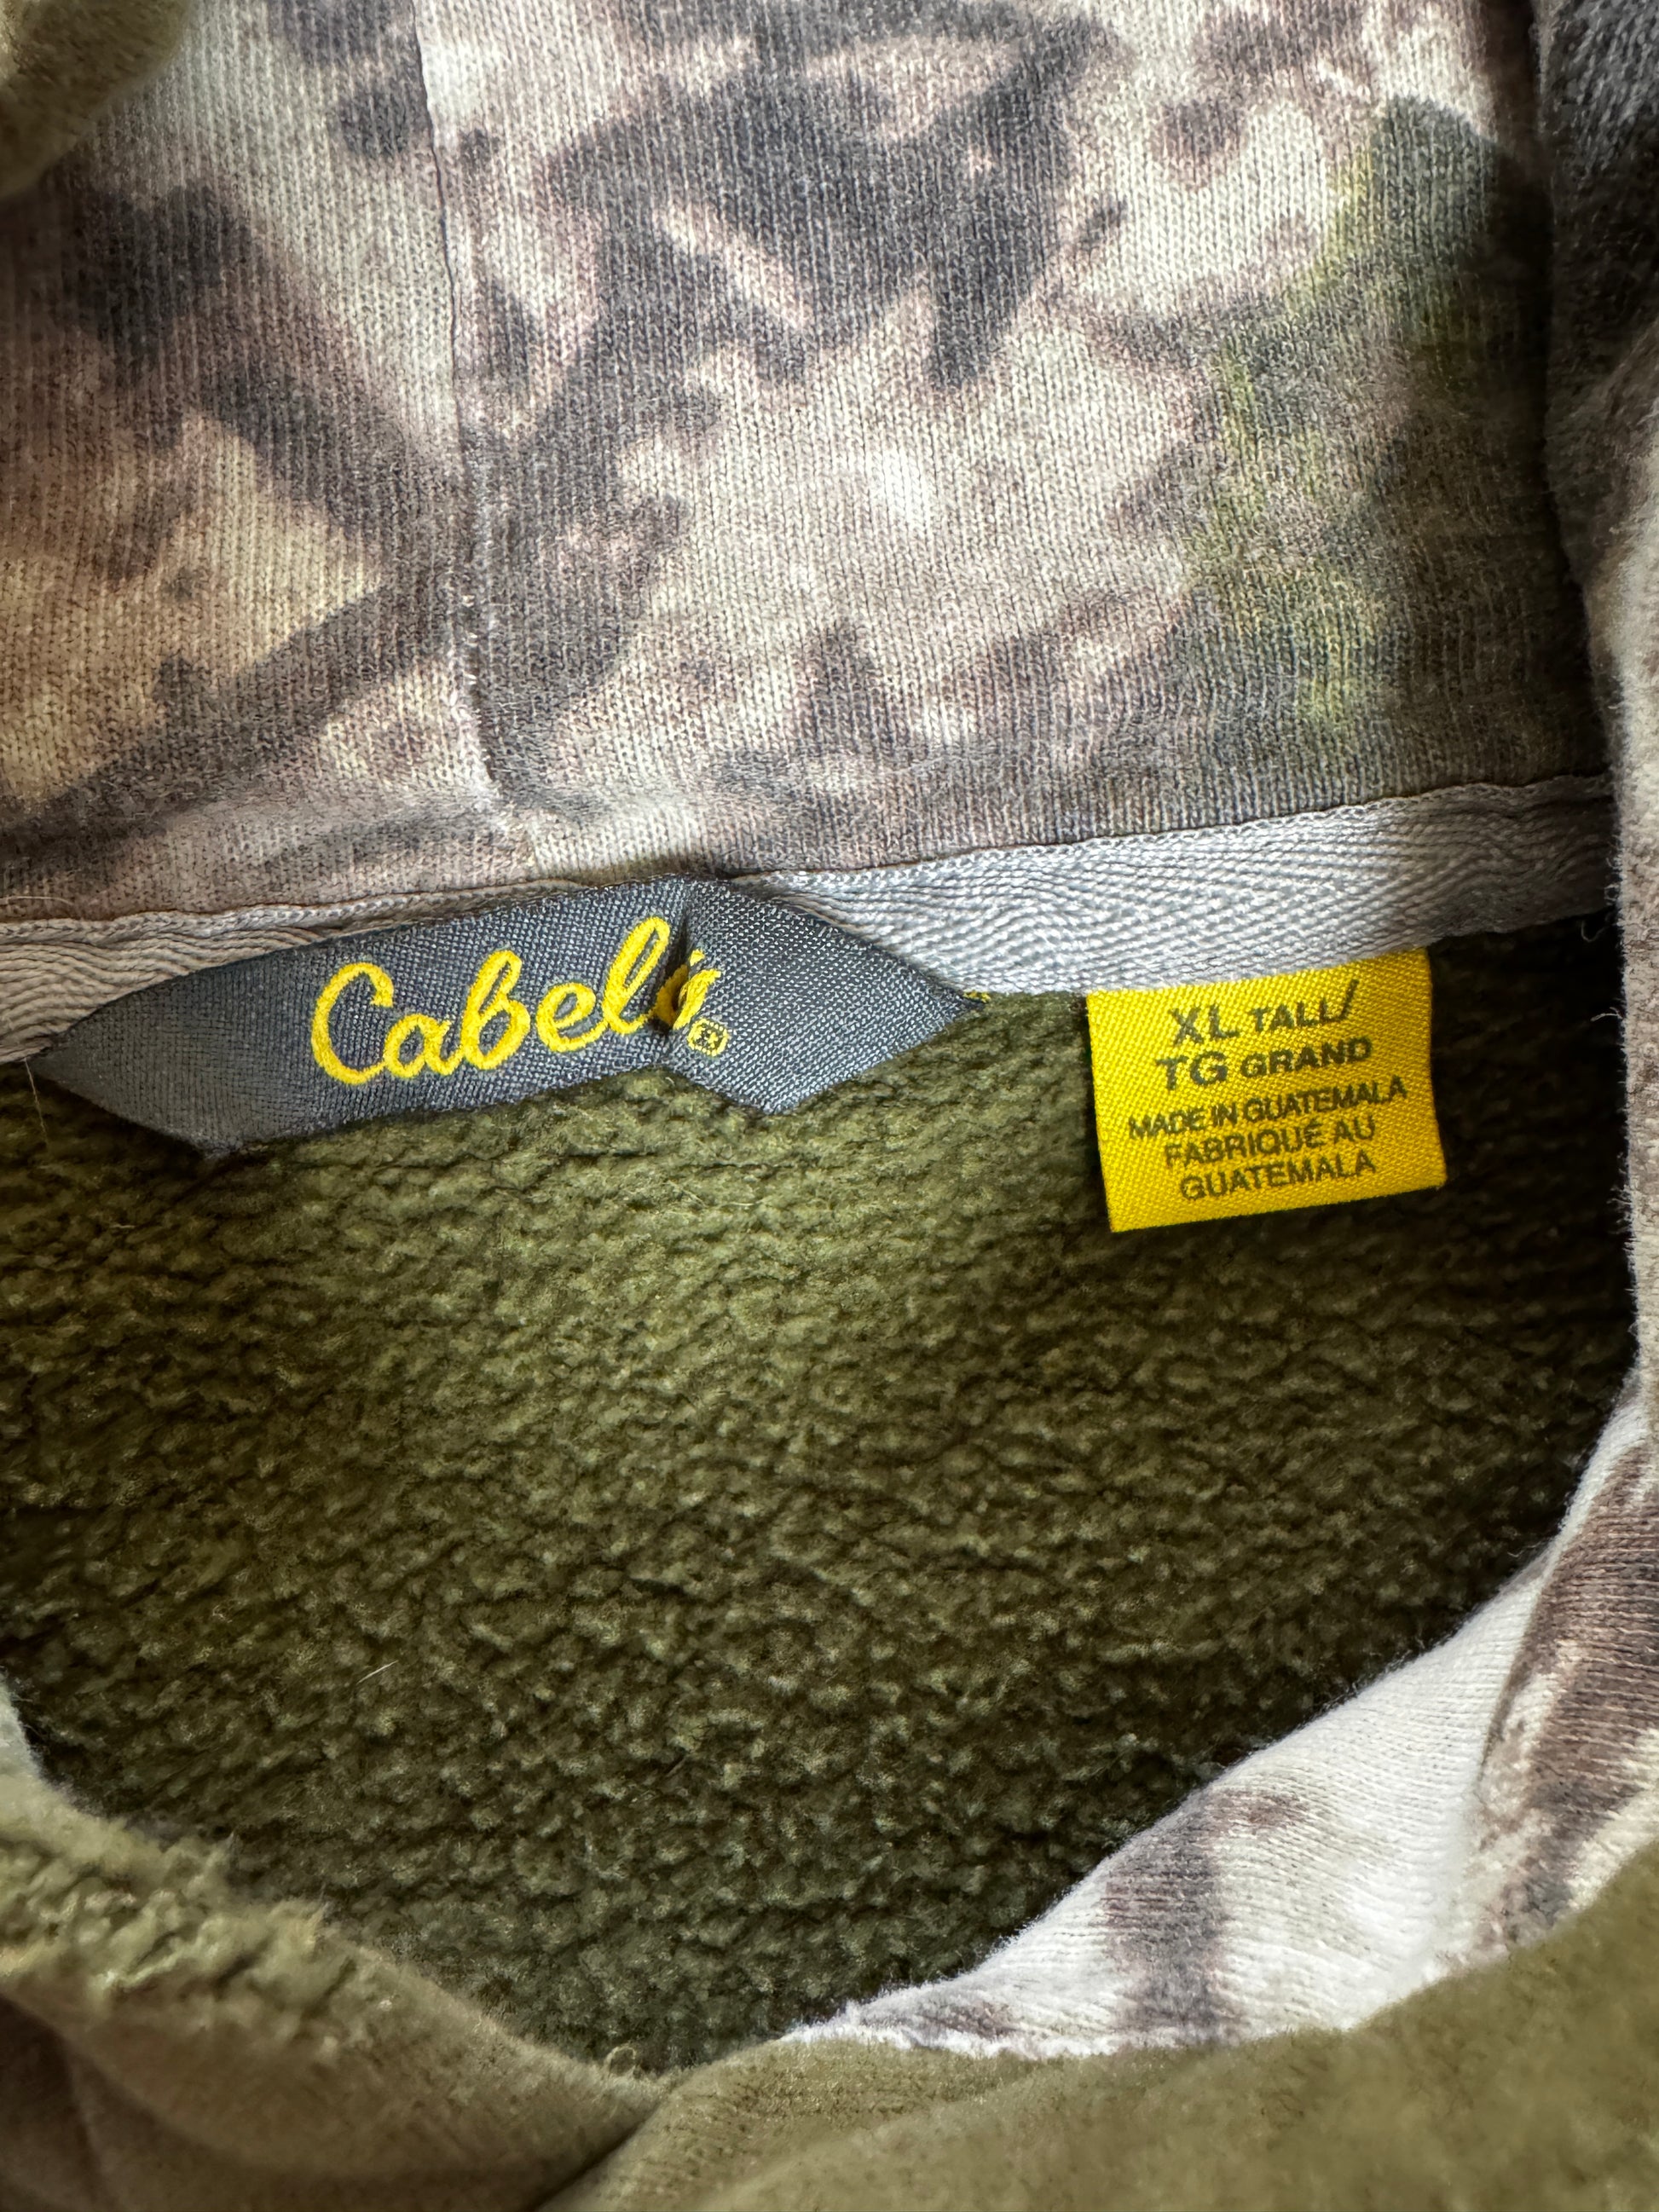 Cabela's
XL TALL/
TG GRAND
MADE IN GUATEMALA
FABRIQUÉ AU
GUATEMALA